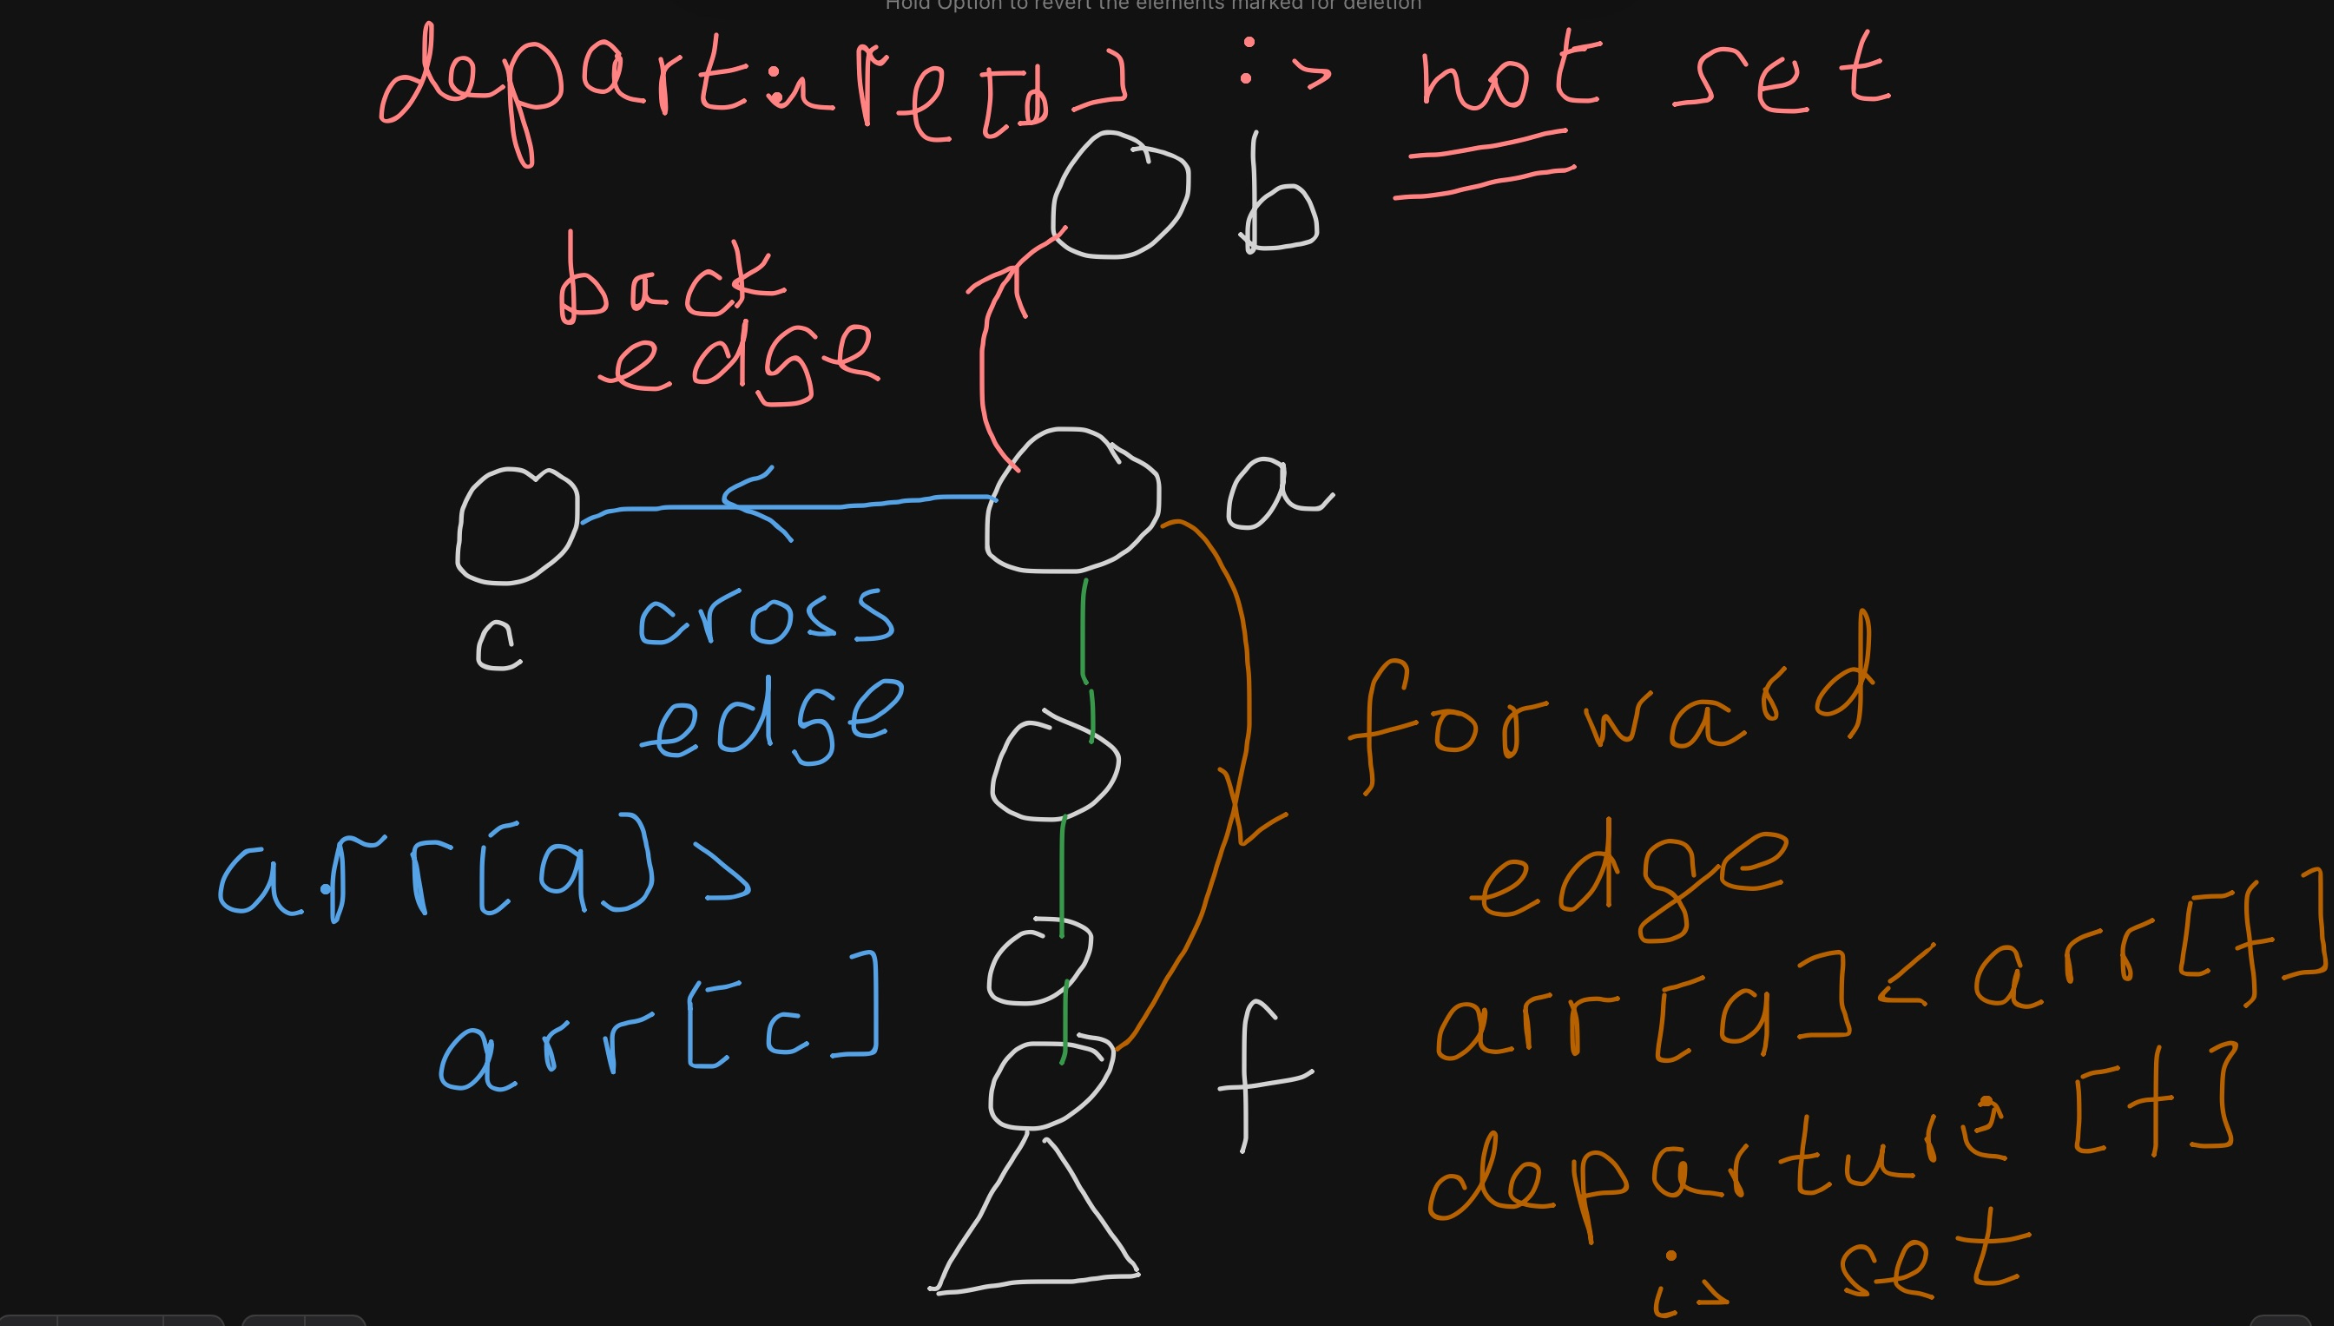 Hold Option to revert the elements marked for deletion
departure[b] is not set
b
back
edge
a
c
cross
edge
forward
edge
arr[a] >
arr[c]
arr[a] < arr[f]
f
departure [f]
is set